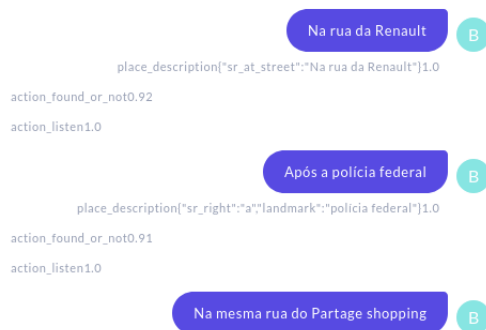 Na rua da Renault
B
place_description{"sr_at_street":"Na rua da Renault"}1.0
action_found_or_not0.92
action_listen1.0
Após a polícia federal
B
place_description{"sr_right":"a","landmark":"polícia federal"}1.0
action_found_or_not0.91
action_listen1.0
Na mesma rua do Partage shopping
B